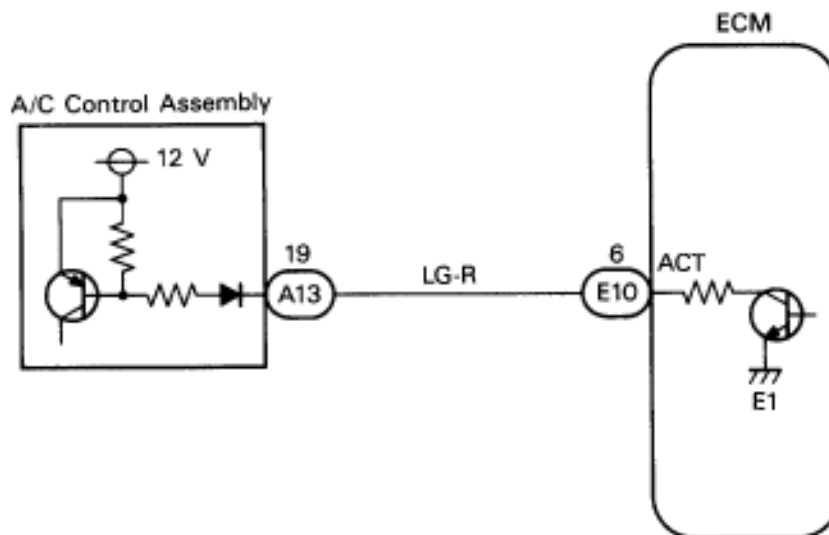 ECM
A/C Control Assembly
12 V
19
A13
LG-R
6
E10
ACT
E1